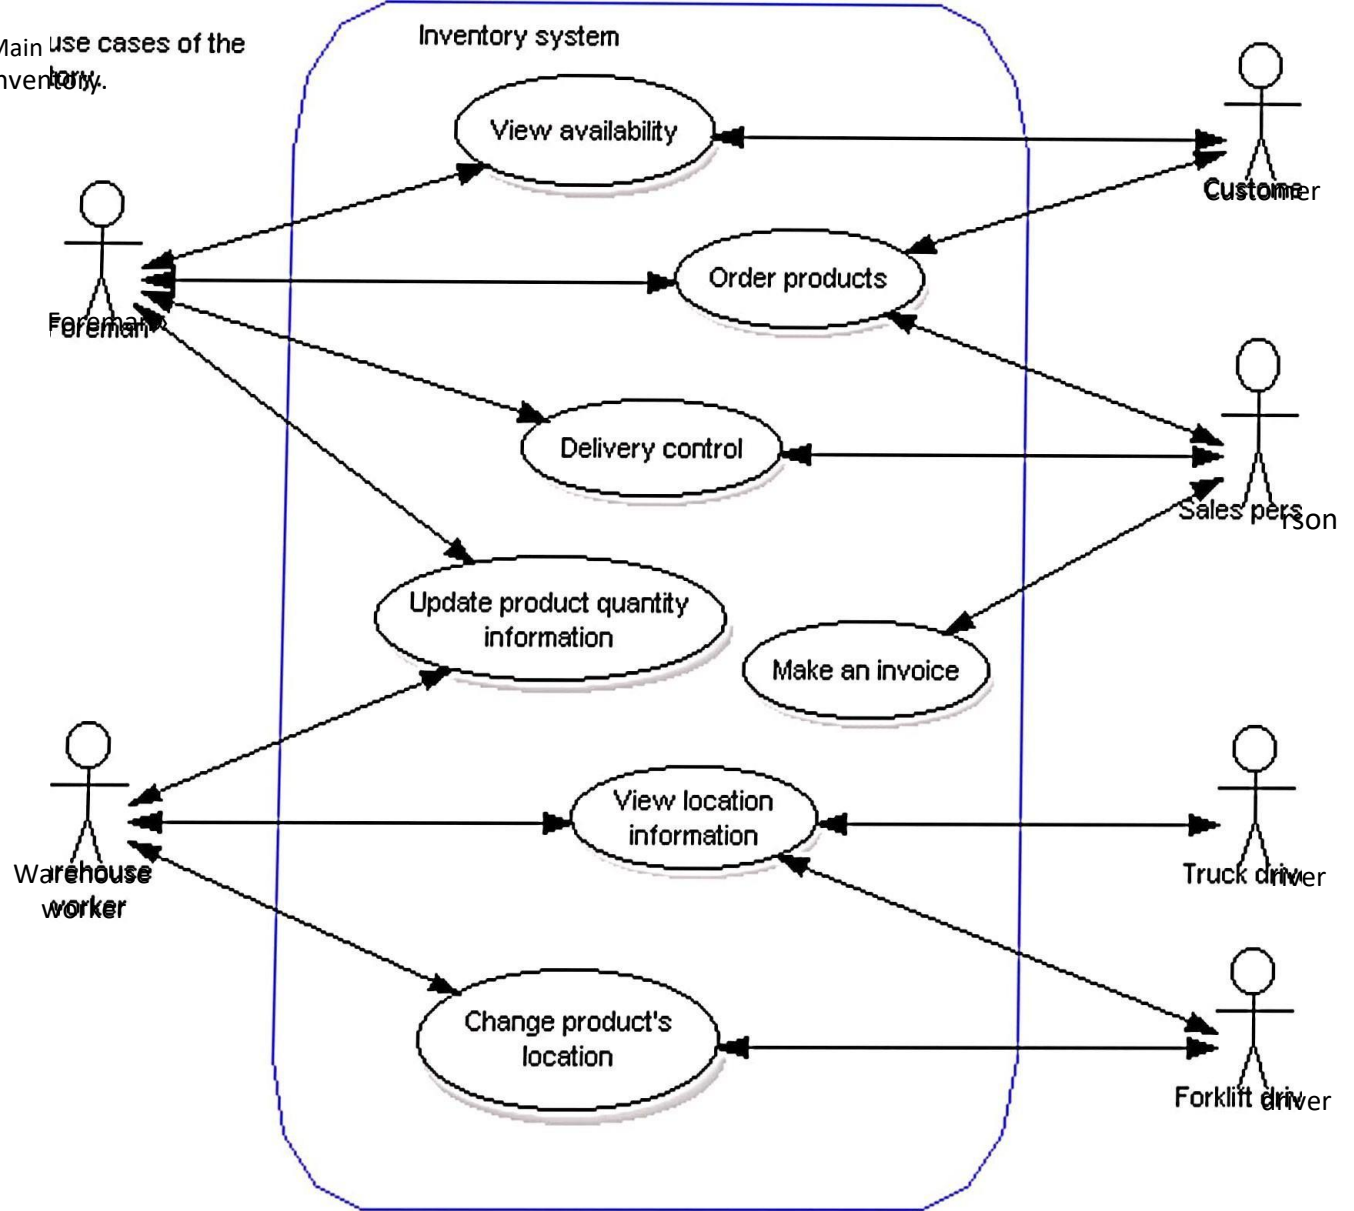 Main use cases of the
inventory.
Inventory system
View availability
Customer
Order products
Foreman
Delivery control
Sales person
Update product quantity
information
Make an invoice
View location
information
Warehouse
worker
Truck driver
Change product's
location
Forklift driver